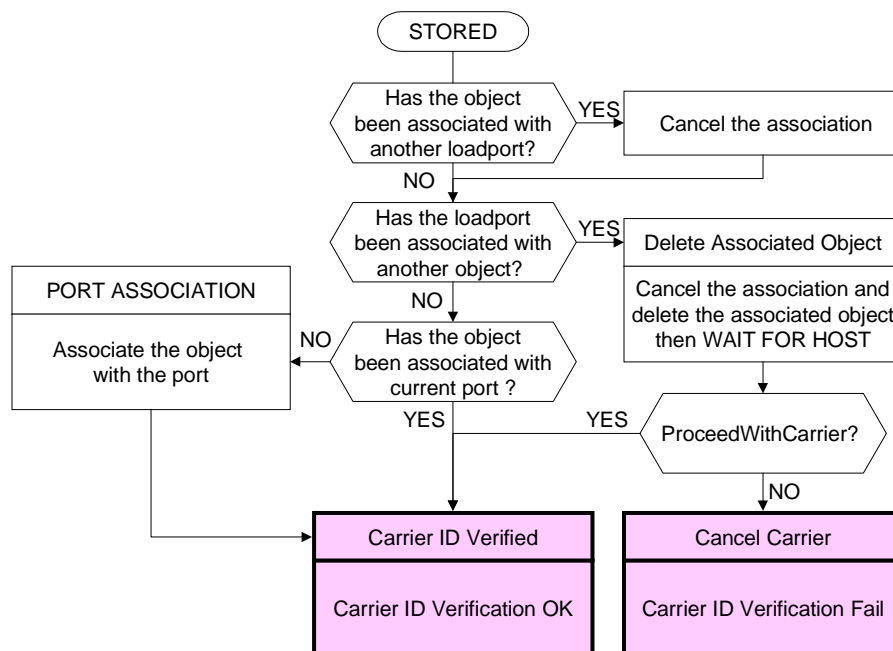 STORED
Has the object
been associated with
another loadport?
YES
Cancel the association
NO
Has the loadport
been associated with
another object?
YES
Delete Associated Object
Cancel the association and
delete the associated object
then WAIT FOR HOST
NO
PORT ASSOCIATION
Associate the object
with the port
NO
Has the object
been associated with
current port ?
YES
YES
ProceedWithCarrier?
NO
Carrier ID Verified
Carrier ID Verification OK
Cancel Carrier
Carrier ID Verification Fail